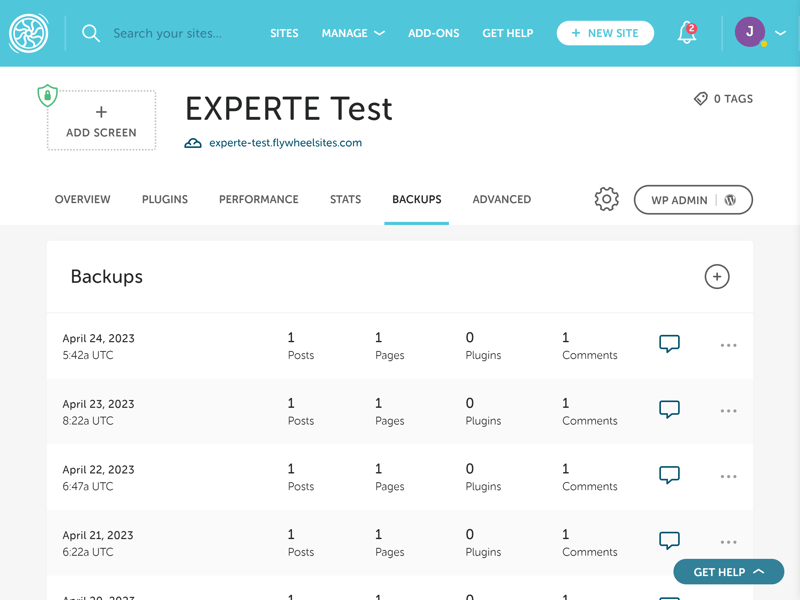 Search your sites...
SITES
MANAGE
ADD-ONS
GET HELP
+ NEW SITE
2
J
+
ADD SCREEN
EXPERTE Test
experte-test.flywheelsites.com
0 TAGS
OVERVIEW
PLUGINS
PERFORMANCE
STATS
BACKUPS
ADVANCED
WP ADMIN
Backups
April 24, 2023
5:42a UTC
1
Posts
1
Pages
0
Plugins
1
Comments
April 23, 2023
8:22a UTC
1
Posts
1
Pages
0
Plugins
1
Comments
April 22, 2023
6:47a UTC
1
Posts
1
Pages
0
Plugins
1
Comments
April 21, 2023
6:22a UTC
1
Posts
1
Pages
0
Plugins
1
Comments
GET HELP
April 20, 2023
1
1
0
1